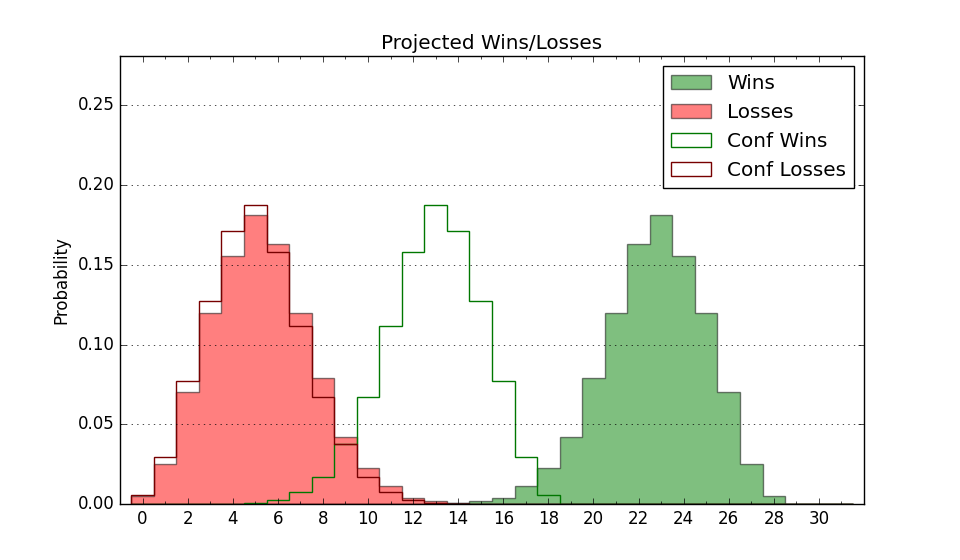 Projected Wins/Losses
Wins
Losses
Conf Wins
Conf Losses
Probability
0.25
0.20
0.15
0.10
0.05
0.00
0 2 4 6 8 10 12 14 16 18 20 22 24 26 28 30